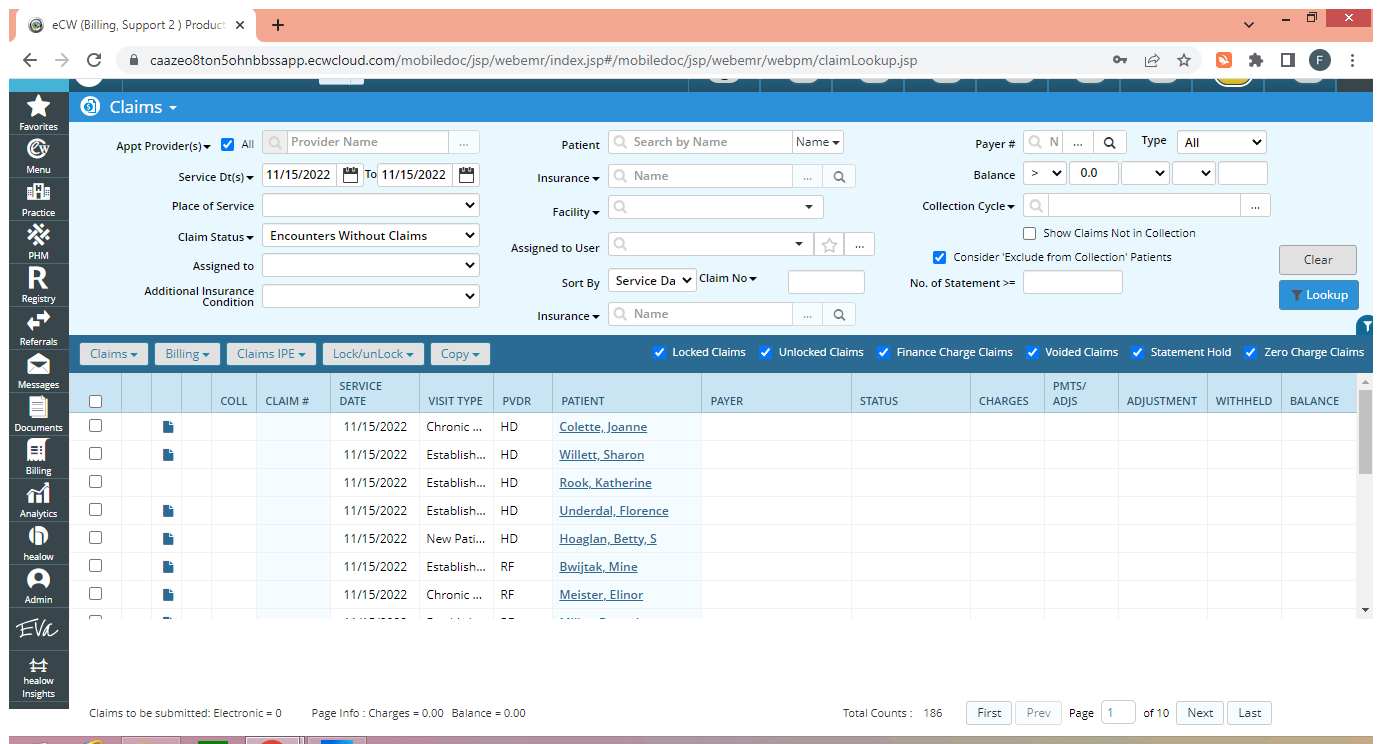 eCW (Billing, Support 2 ) Product
caazeo8ton5ohnbbssapp.ecwcloud.com/mobiledoc/jsp/webemr/index.jsp#/mobiledoc/jsp/webemr/webpm/claimLookup.jsp
F
Favorites
Menu
Practice
PHM
R
Registry
Referrals
Messages
Documents
Billing
Analytics
healow
Admin
EVA
healow
Insights
Claims
Appt Provider(s) All Provider Name ...
Service Dt(s) 11/15/2022 To 11/15/2022
Place of Service
Claim Status Encounters Without Claims
Assigned to
Additional Insurance
Condition
Patient Search by Name Name
Insurance Name ...
Facility
Assigned to User ...
Sort By Service Da Claim No
Insurance Name ...
Payer # N ... Type All
Balance > 0.0
Collection Cycle ...
Show Claims Not in Collection
Consider 'Exclude from Collection' Patients
No. of Statement >=
Clear
Lookup
Claims Billing Claims IPE Lock/unLock Copy Locked Claims Unlocked Claims Finance Charge Claims Voided Claims Statement Hold Zero Charge Claims
COLL CLAIM # SERVICE DATE VISIT TYPE PVDR PATIENT PAYER STATUS CHARGES PMTS/ ADJS ADJUSTMENT WITHHELD BALANCE
11/15/2022 Chronic ... HD Colette, Joanne
11/15/2022 Establish... HD Willett, Sharon
11/15/2022 Establish... HD Rook, Katherine
11/15/2022 Establish... HD Underdal, Florence
11/15/2022 New Pati... HD Hoaglan, Betty, S
11/15/2022 Establish... RF Bwijtak, Mine
11/15/2022 Chronic ... RF Meister, Elinor
Claims to be submitted: Electronic = 0 Page Info : Charges = 0.00 Balance = 0.00 Total Counts : 186 First Prev Page 1 of 10 Next Last